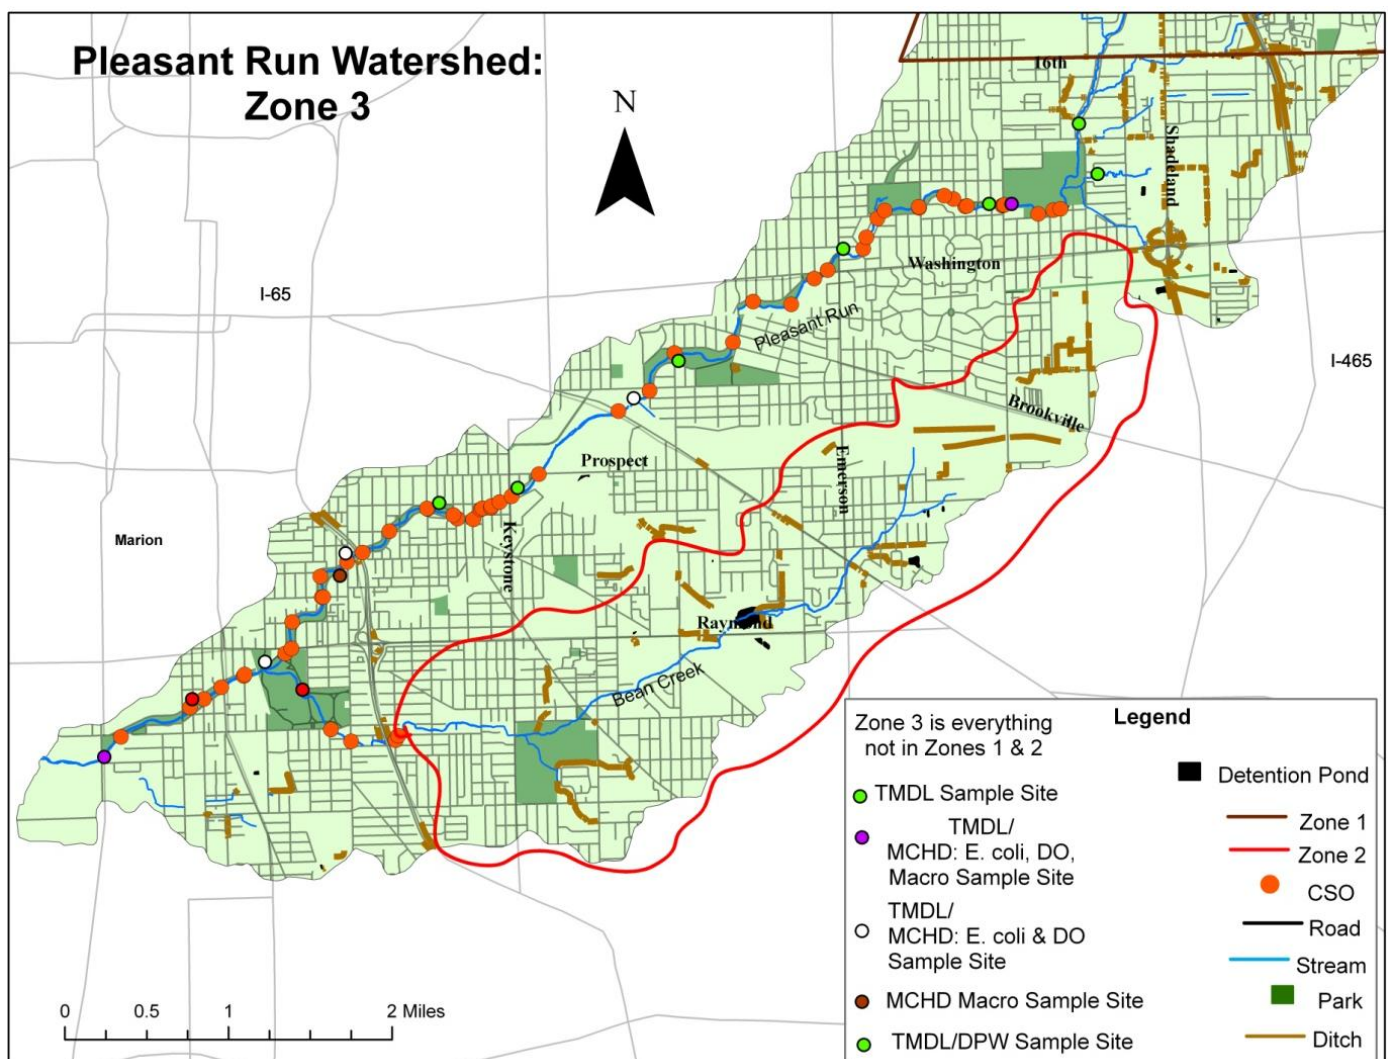 Pleasant Run Watershed:
Zone 3
N
16th
Shadeland
Washington
I-65
Pleasant Run
I-465
Brookville
Emerson
Prospect
Keystone
Marion
Raymond
Bean Creek
Zone 3 is everything
not in Zones 1 & 2
Legend
TMDL Sample Site
TMDL/
MCHD: E. coli, DO,
Macro Sample Site
TMDL/
MCHD: E. coli & DO
Sample Site
MCHD Macro Sample Site
TMDL/DPW Sample Site
Detention Pond
Zone 1
Zone 2
CSO
Road
Stream
Park
Ditch
0 0.5 1 2 Miles